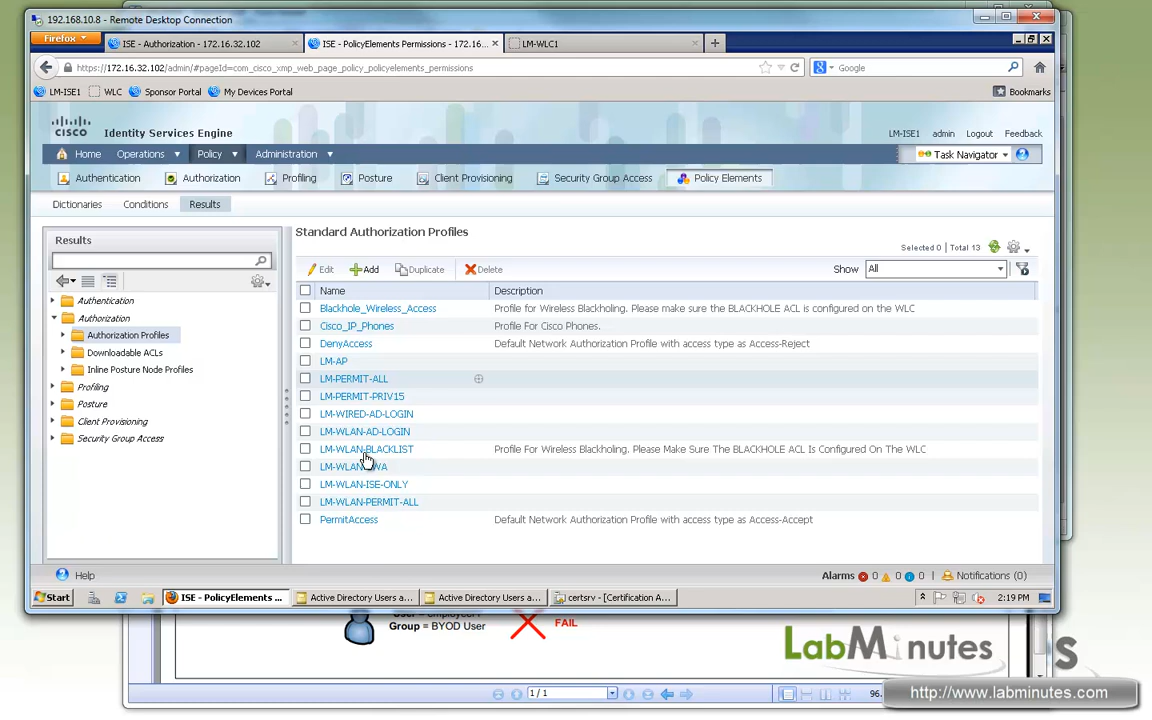 192.168.10.8 - Remote Desktop Connection
Firefox
ISE - Authorization - 172.16.32.102
ISE - PolicyElements Permissions - 172.16...
LM-WLC1
https://172.16.32.102/admin/#pageId=com_cisco_xmp_web_page_policy_policyelements_permissions
Google
LM-ISE1
WLC
Sponsor Portal
My Devices Portal
Bookmarks
CISCO Identity Services Engine
LM-ISE1 admin Logout Feedback
Home Operations Policy Administration
Task Navigator
Authentication Authorization Profiling Posture Client Provisioning Security Group Access Policy Elements
Dictionaries Conditions Results
Results
Authentication
Authorization
Authorization Profiles
Downloadable ACLs
Inline Posture Node Profiles
Profiling
Posture
Client Provisioning
Security Group Access
Standard Authorization Profiles
Selected 0 | Total 13
Edit Add Duplicate Delete
Show All
Name Description
Blackhole_Wireless_Access Profile for Wireless Blackholing. Please make sure the BLACKHOLE ACL is configured on the WLC
Cisco_IP_Phones Profile For Cisco Phones.
DenyAccess Default Network Authorization Profile with access type as Access-Reject
LM-AP
LM-PERMIT-ALL
LM-PERMIT-PRIV15
LM-WIRED-AD-LOGIN
LM-WLAN-AD-LOGIN
LM-WLAN-BLACKLIST Profile For Wireless Blackholing. Please Make Sure The BLACKHOLE ACL Is Configured On The WLC
LM-WLAN
LM-WLAN-ISE-ONLY
LM-WLAN-PERMIT-ALL
PermitAccess Default Network Authorization Profile with access type as Access-Accept
Help
Alarms 0 0 0 Notifications (0)
Start
ISE - PolicyElements ...
Active Directory Users a...
Active Directory Users a...
certsrv - [Certification A...
2:19 PM
Group = BYOD User
FAIL
LabMinutes
1 / 1
96.
http://www.labminutes.com